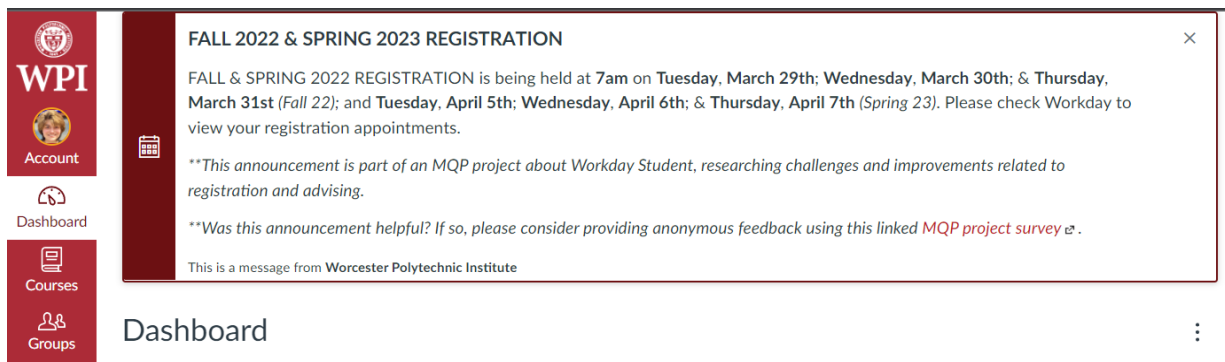 WPI
Account
Dashboard
Courses
Groups
FALL 2022 & SPRING 2023 REGISTRATION
FALL & SPRING 2022 REGISTRATION is being held at 7am on Tuesday, March 29th; Wednesday, March 30th; & Thursday,
March 31st (Fall 22); and Tuesday, April 5th; Wednesday, April 6th; & Thursday, April 7th (Spring 23). Please check Workday to
view your registration appointments.
**This announcement is part of an MQP project about Workday Student, researching challenges and improvements related to
registration and advising.
**Was this announcement helpful? If so, please consider providing anonymous feedback using this linked MQP project survey .
This is a message from Worcester Polytechnic Institute
Dashboard